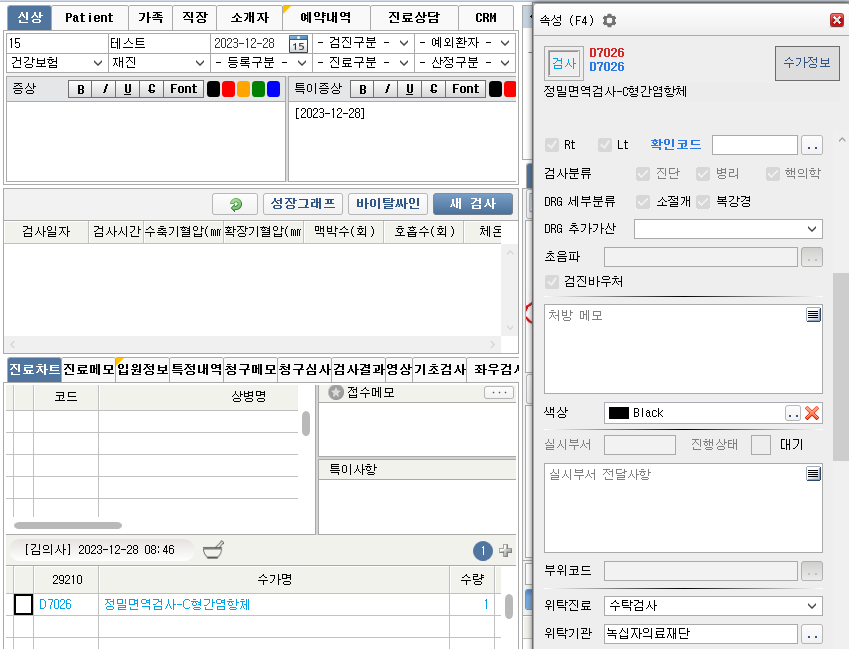 신상 Patient 가족 직장 소개자 예약내역 진료상담 CRM
15 테스트 2023-12-28 15 - 검진구분 - - 예외환자 -
건강보험 재진 - 등록구분 - - 진료구분 - - 산정구분 -
증상 B I U C Font 특이증상 B I U C Font
[2023-12-28]
성장그래프 바이탈싸인 새 검사
검사일자 검사시간 수축기혈압(㎜ 확장기혈압(㎜ 맥박수(회) 호흡수(회) 체온
진료차트 진료메모 입원정보 특정내역 청구메모 청구심사 검사결과 영상 기초검사 좌우검사
코드 상병명 접수메모 ...
특이사항
[김의사] 2023-12-28 08:46 1
29210 수가명 수량
D7026 정밀면역검사-C형간염항체 1
속성 (F4)
검사 D7026 수가정보
D7026
정밀면역검사-C형간염항체
Rt Lt 확인코드 ..
검사분류 진단 병리 핵의학
DRG 세부분류 소절개 복강경
DRG 추가가산
초음파 ..
검진바우처
처방 메모
색상 Black ..
실시부서 진행상태 대기
실시부서 전달사항
부위코드 ..
위탁진료 수탁검사
위탁기관 녹십자의료재단 ..